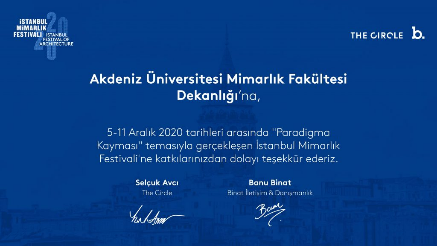 İSTANBUL
MİMARLIK
FESTİVALİ
İSTANBUL
FESTIVAL OF
ARCHITECTURE
2020
THE CIRCLE
b.
Akdeniz Üniversitesi Mimarlık Fakültesi
Dekanlığı'na,
5-11 Aralık 2020 tarihleri arasında "Paradigma
Kayması" temasıyla gerçekleşen İstanbul Mimarlık
Festivali'ne katkılarınızdan dolayı teşekkür ederiz.
Selçuk Avcı
The Circle
Banu Binat
Binat İletişim & Danışmanlık